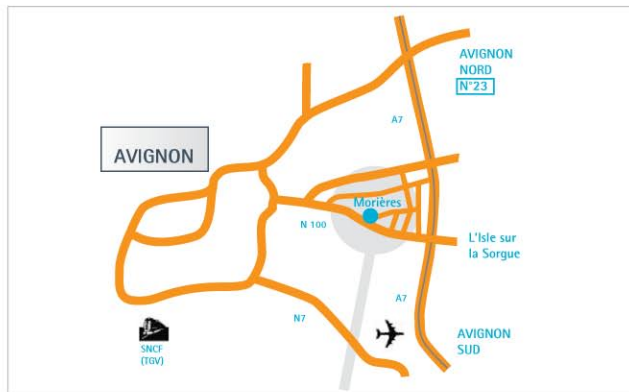 AVIGNON
NORD
N°23
A7
AVIGNON
Morières
N 100
L'Isle sur
la Sorgue
A7
N7
SNCF
(TGV)
AVIGNON
SUD